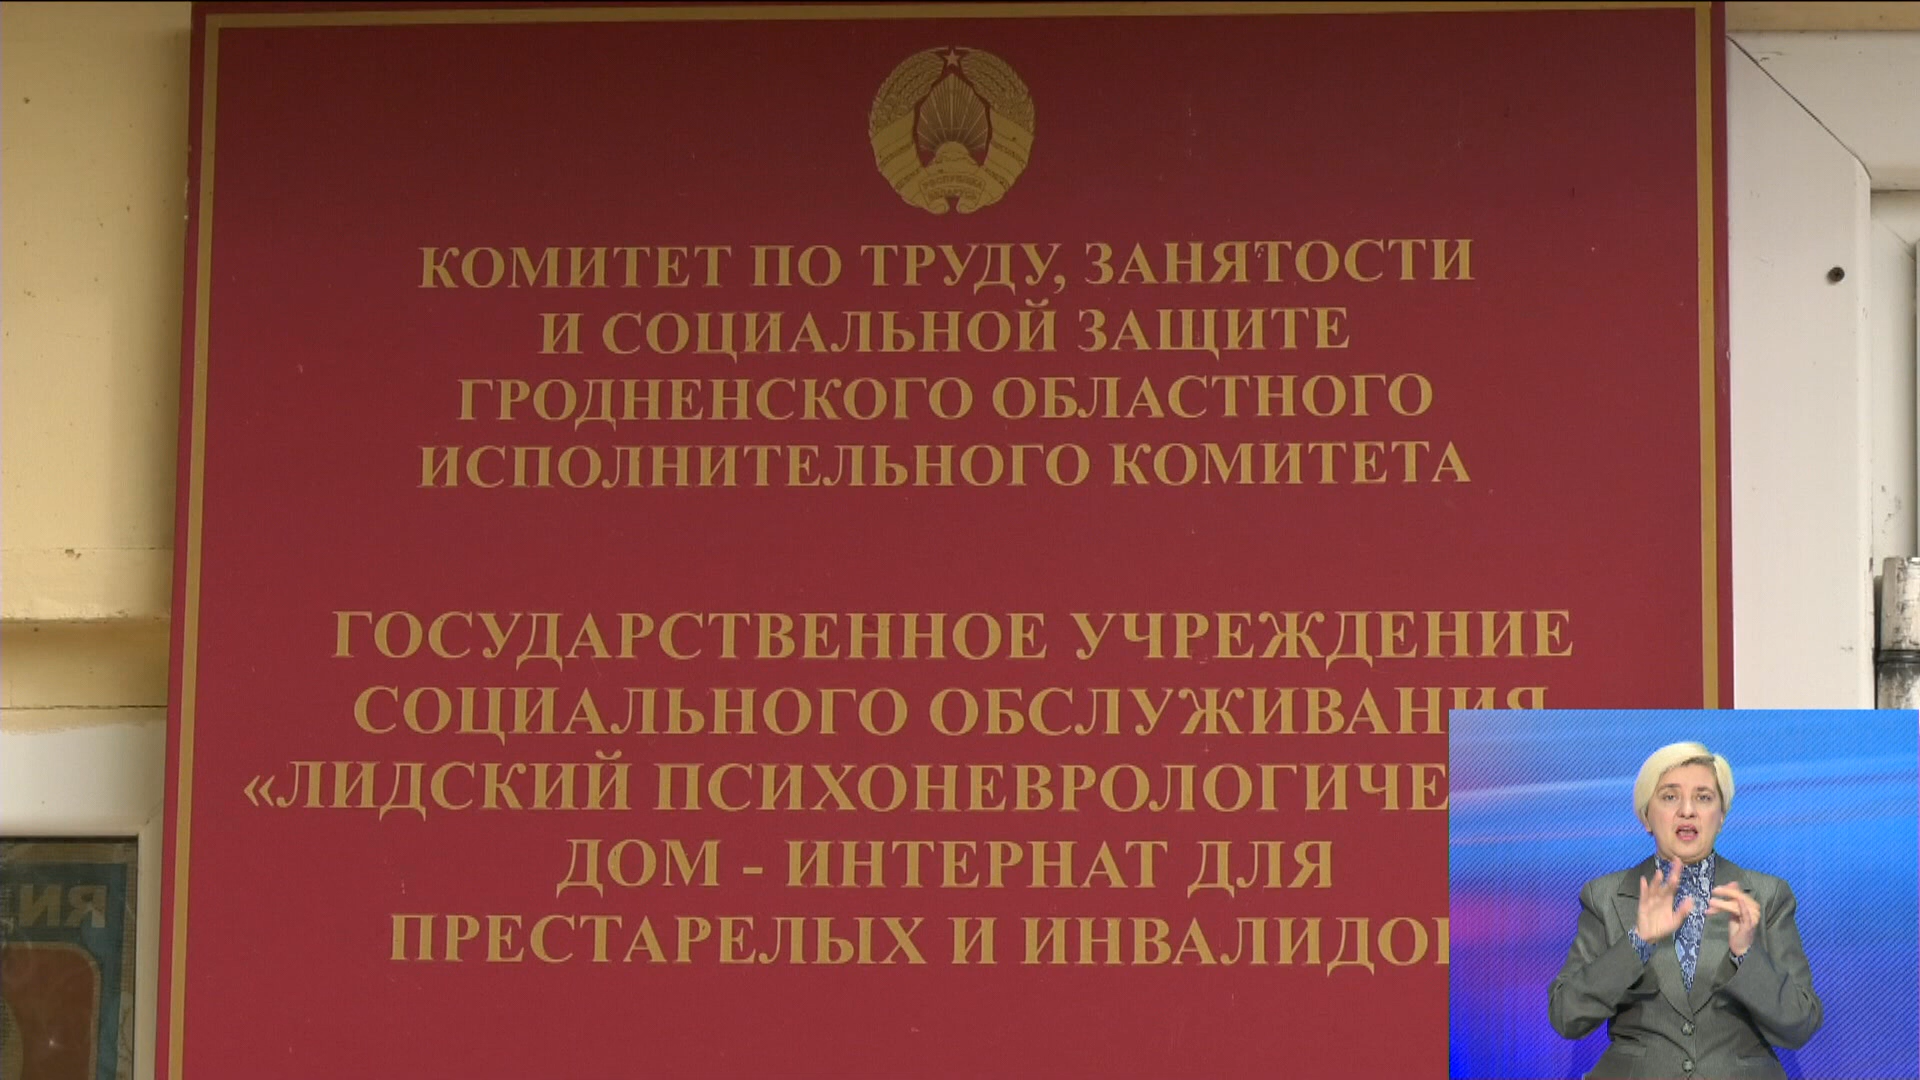 КОМИТЕТ ПО ТРУДУ, ЗАНЯТОСТИ
И СОЦИАЛЬНОЙ ЗАЩИТЕ
ГРОДНЕНСКОГО ОБЛАСТНОГО
ИСПОЛНИТЕЛЬНОГО КОМИТЕТА
ГОСУДАРСТВЕННОЕ УЧРЕЖДЕНИЕ
СОЦИАЛЬНОГО ОБСЛУЖИВАНИЯ
«ЛИДСКИЙ
ДОМ - ИНТЕРНАТ ДЛЯ
ПРЕСТАРЕЛЫХ И